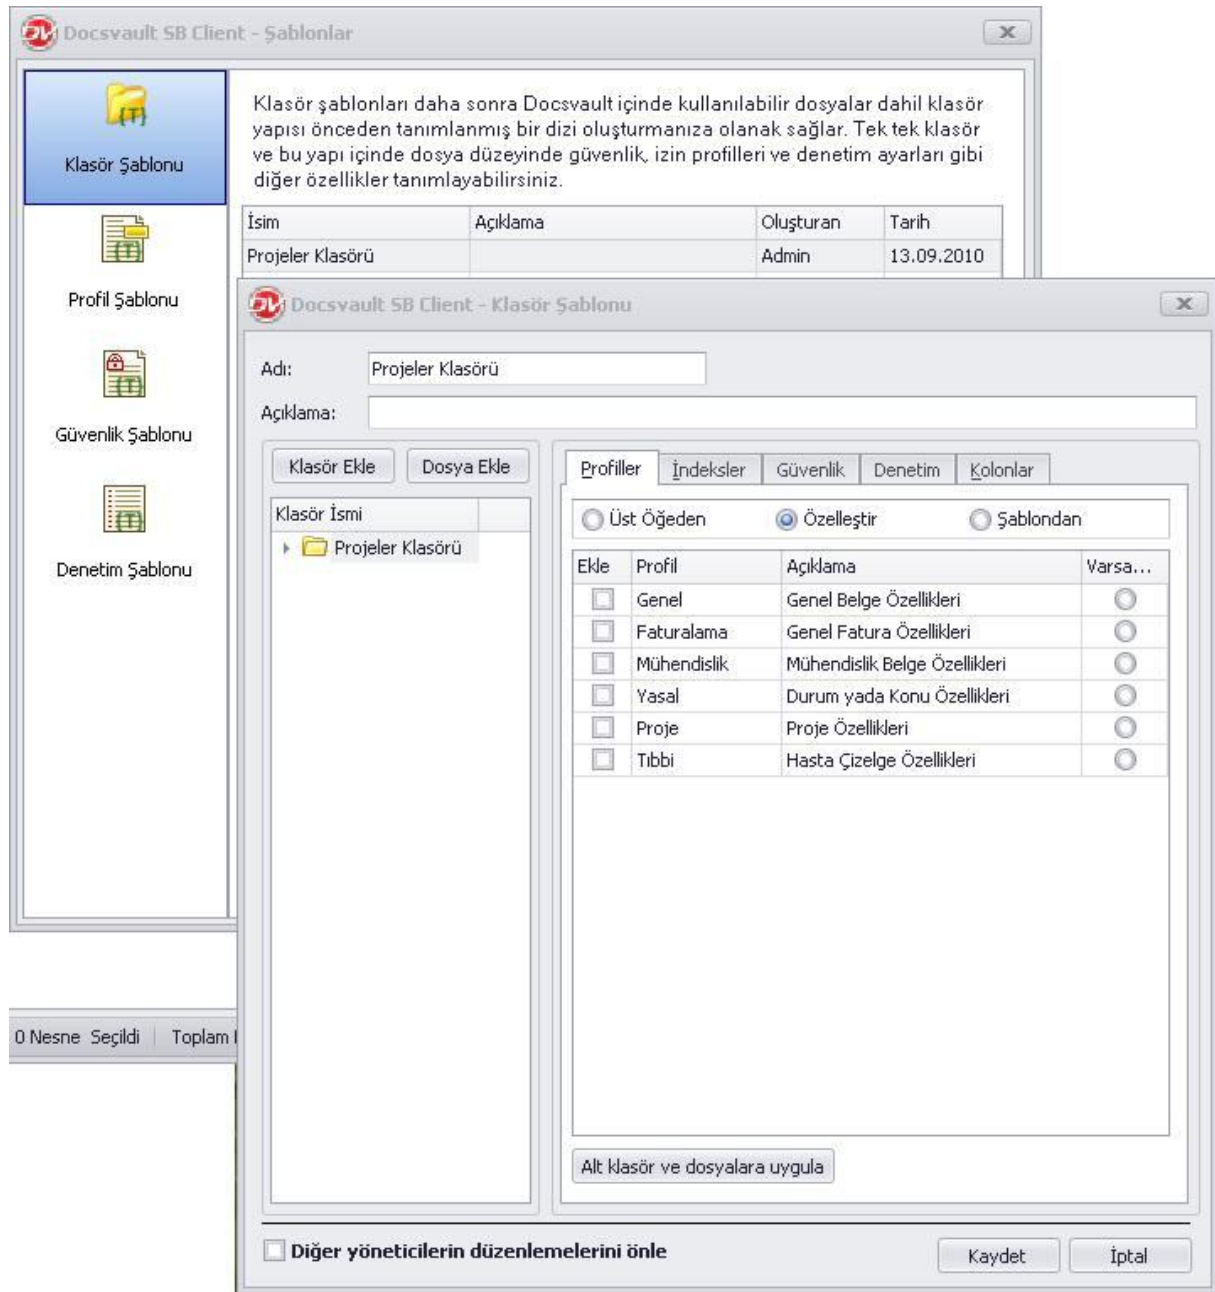 Docsvault SB Client - Şablonlar
Klasör Şablonu
Profil Şablonu
Güvenlik Şablonu
Denetim Şablonu
Klasör şablonları daha sonra Docsvault içinde kullanılabilir dosyalar dahil klasör
yapısı önceden tanımlanmış bir dizi oluşturmanıza olanak sağlar. Tek tek klasör
ve bu yapı içinde dosya düzeyinde güvenlik, izin profilleri ve denetim ayarları gibi
diğer özellikler tanımlayabilirsiniz.
İsim Açıklama Oluşturan Tarih
Projeler Klasörü Admin 13.09.2010
Docsvault SB Client - Klasör Şablonu
Adı: Projeler Klasörü
Açıklama:
Klasör Ekle Dosya Ekle
Klasör İsmi
Projeler Klasörü
Profiller İndeksler Güvenlik Denetim Kolonlar
Üst Öğeden Özelleştir Şablondan
Ekle Profil Açıklama Varsa...
Genel Genel Belge Özellikleri
Faturalama Genel Fatura Özellikleri
Mühendislik Mühendislik Belge Özellikleri
Yasal Durum yada Konu Özellikleri
Proje Proje Özellikleri
Tıbbi Hasta Çizelge Özellikleri
Alt klasör ve dosyalara uygula
Diğer yöneticilerin düzenlemelerini önle
Kaydet İptal
0 Nesne Seçildi Toplam